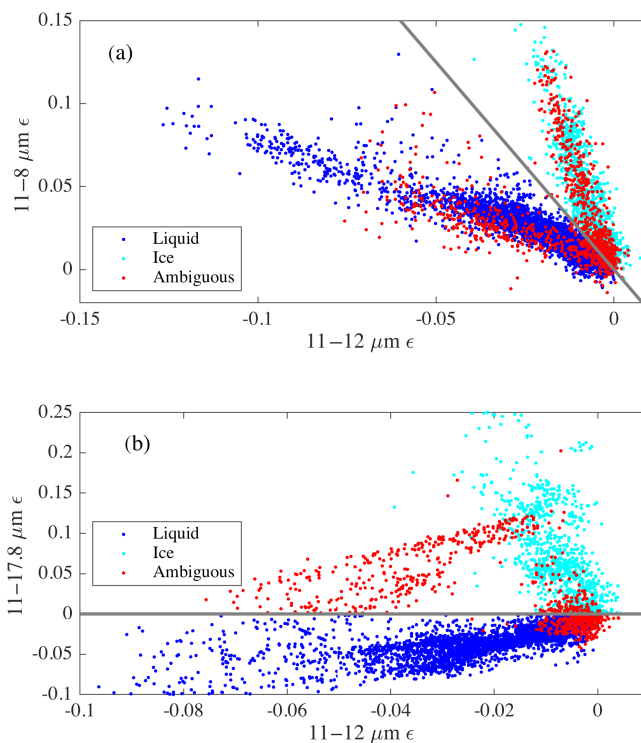 0.15
(a)
0.1
0.05
0
11−8 μm ϵ
Liquid
Ice
Ambiguous
-0.15
-0.1
-0.05
0
11−12 μm ϵ
0.25
(b)
0.2
0.15
0.1
0.05
0
-0.05
-0.1
11−17.8 μm ϵ
Liquid
Ice
Ambiguous
-0.1
-0.08
-0.06
-0.04
-0.02
0
11−12 μm ϵ